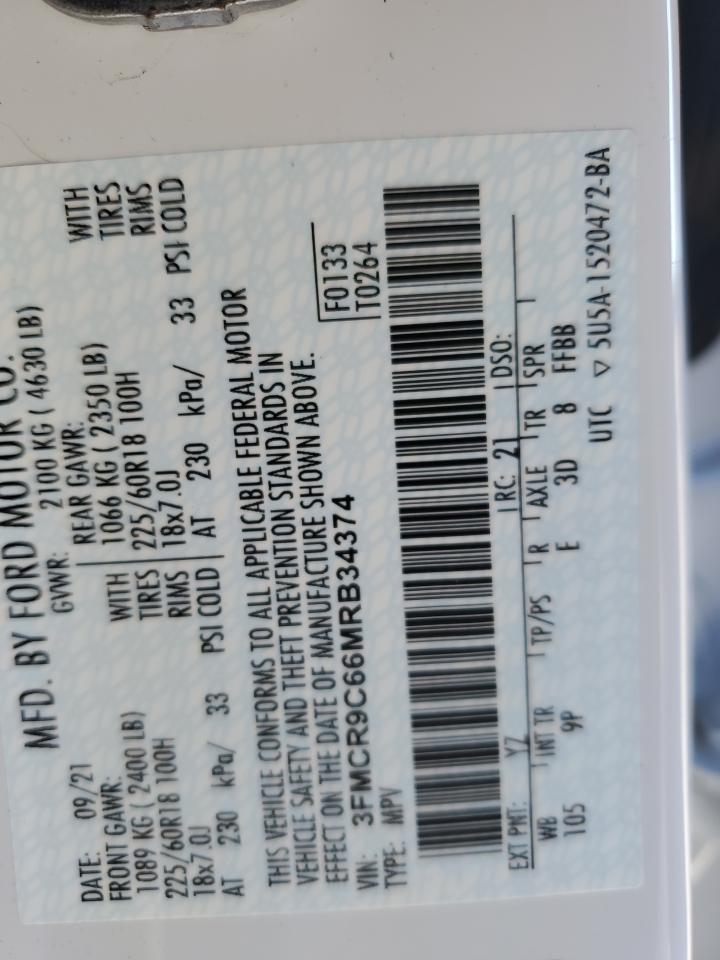 MFD. BY FORD MOTOR CO.
DATE: 09/21 GVWR: 2100 KG ( 4630 LB)
FRONT GAWR: REAR GAWR:
1089 KG ( 2400 LB) WITH 1066 KG ( 2350 LB) WITH
225/60R18 100H TIRES 225/60R18 100H TIRES
18x7.0J RIMS 18x7.0J RIMS
AT 230 kPa/ 33 PSI COLD AT 230 kPa/ 33 PSI COLD
THIS VEHICLE CONFORMS TO ALL APPLICABLE FEDERAL MOTOR
VEHICLE SAFETY AND THEFT PREVENTION STANDARDS IN
EFFECT ON THE DATE OF MANUFACTURE SHOWN ABOVE.
VIN: 3FMCR9C66MRB34374 F0133
TYPE: MPV T0264
EXT PNT: YZ RC: 21 DSO:
WB INT TR TP/PS R AXLE TR SPR
105 9P E 3D 8 FFBB
UTC ▽ 5U5A-1520472-BA